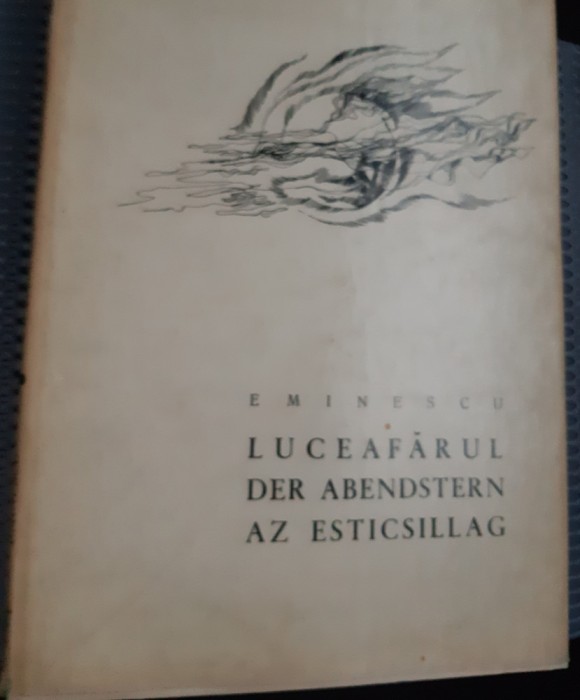 EMINESCU
LUCEAFĂRUL
DER ABENDSTERN
AZ ESTICSILLAG